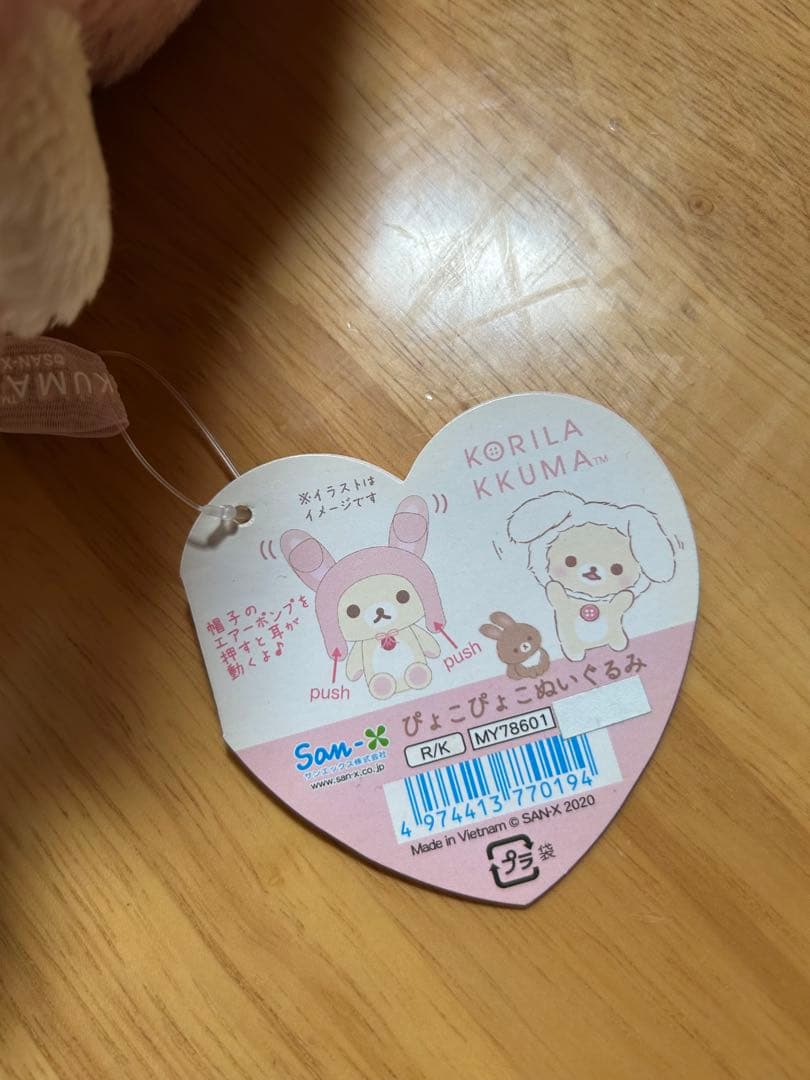 KUMA™
©SAN-X
KORILA
KKUMA™
※イラストは
イメージです
帽子の
エアーポンプを
押すと耳が
動くよ♪
push
push
ぴょこぴょこぬいぐるみ
San-X
サンエックス株式会社
www.san-x.co.jp
R/K
MY78601
4 974413 770194
Made in Vietnam © SAN-X 2020
プラ
袋